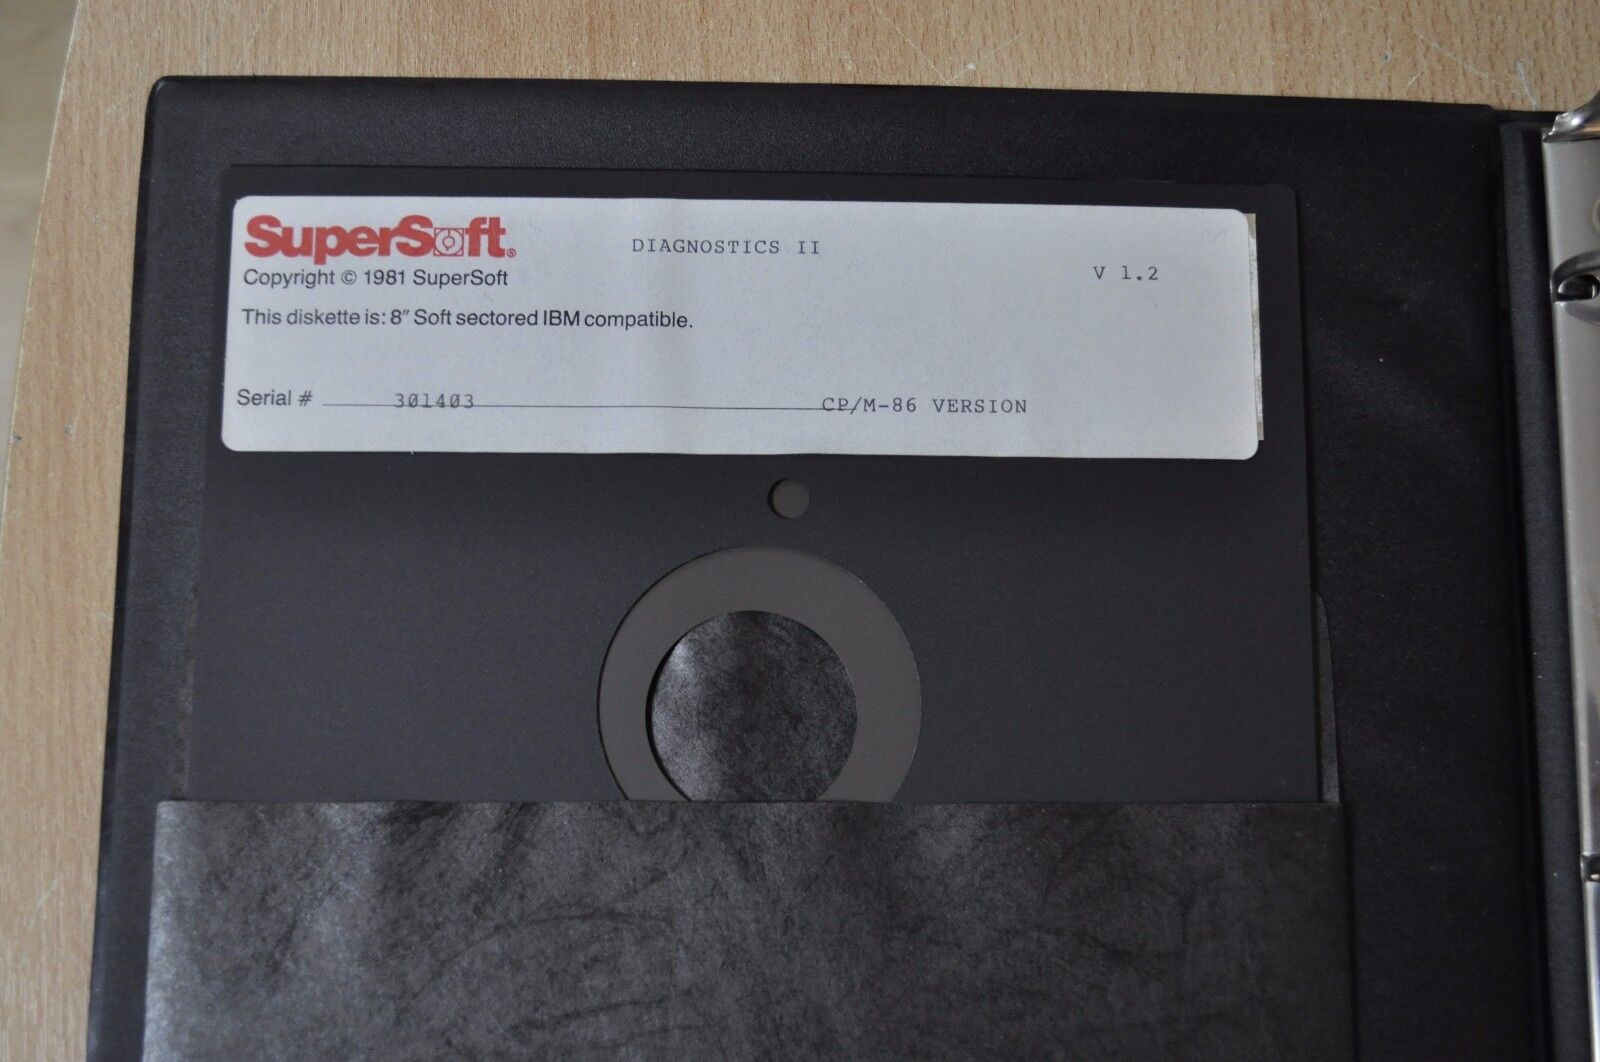 SuperSoft®
DIAGNOSTICS II
Copyright © 1981 SuperSoft
V 1.2
This diskette is: 8″ Soft sectored IBM compatible.
Serial # 301403 CP/M-86 VERSION